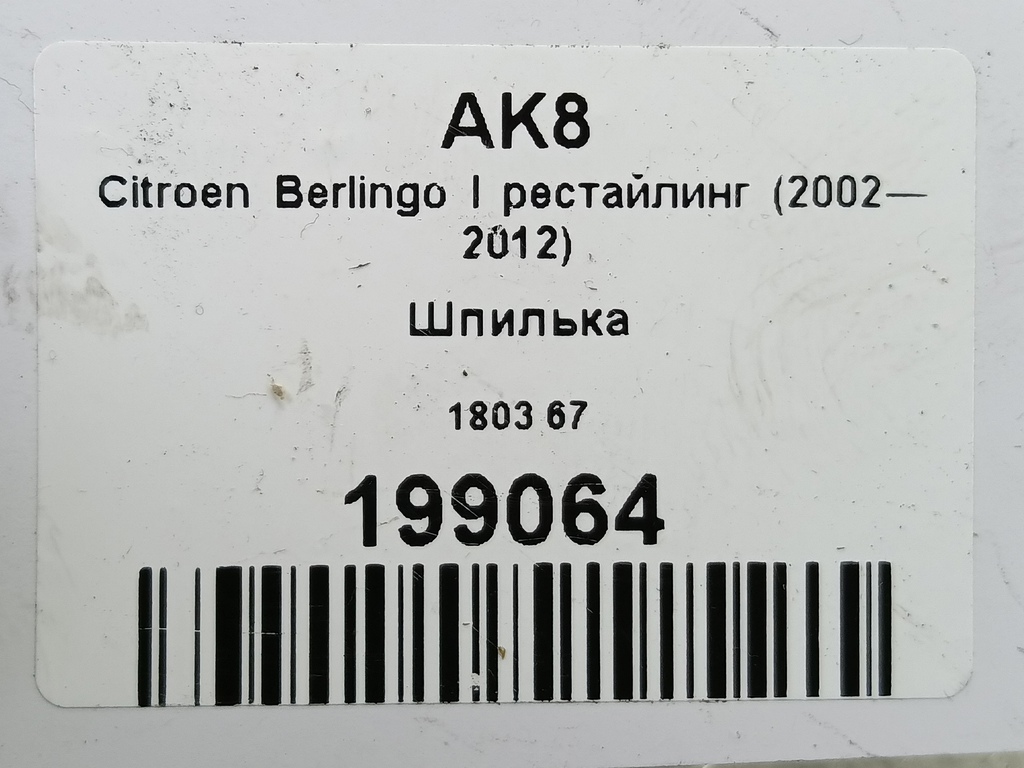 AK8
Citroen Berlingo I рестайлинг (2002—
2012)
Шпилька
1803 67
199064